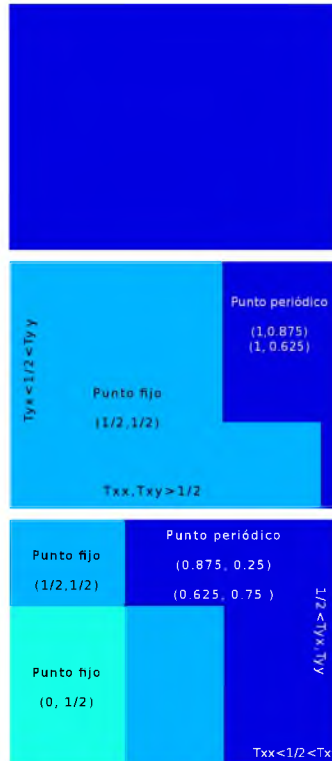 Punto periódico
(1,0.875)
(1, 0.625)
Tyx<1/2<Tyy
Punto fijo
(1/2,1/2)
Txx,Txy>1/2
Punto periódico
Punto fijo
(0.875, 0.25)
(1/2,1/2)
(0.625, 0.75 )
1/2<Tyx,Tyy
Punto fijo
(0, 1/2)
Txx<1/2<Tx